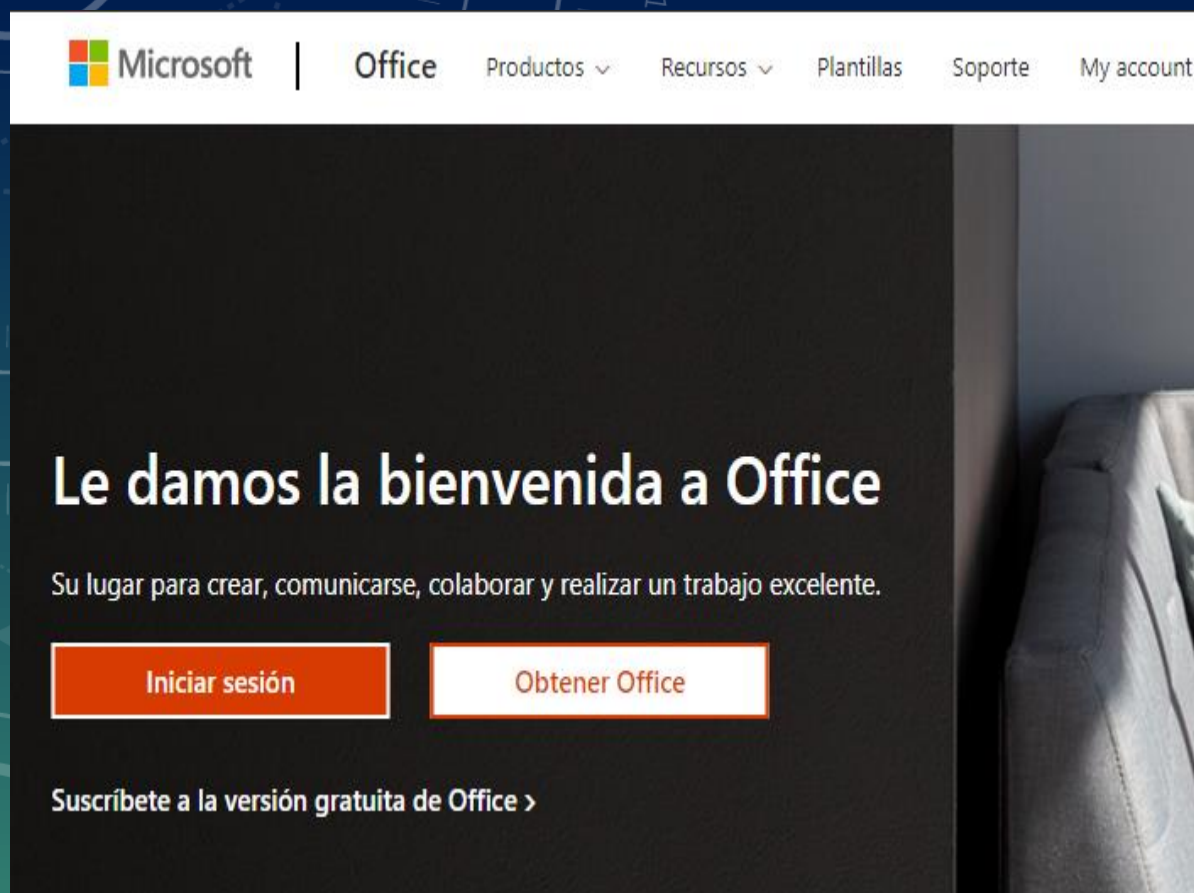 Microsoft | Office Productos Recursos Plantillas Soporte My account
Le damos la bienvenida a Office
Su lugar para crear, comunicarse, colaborar y realizar un trabajo excelente.
Iniciar sesión Obtener Office
Suscríbete a la versión gratuita de Office >